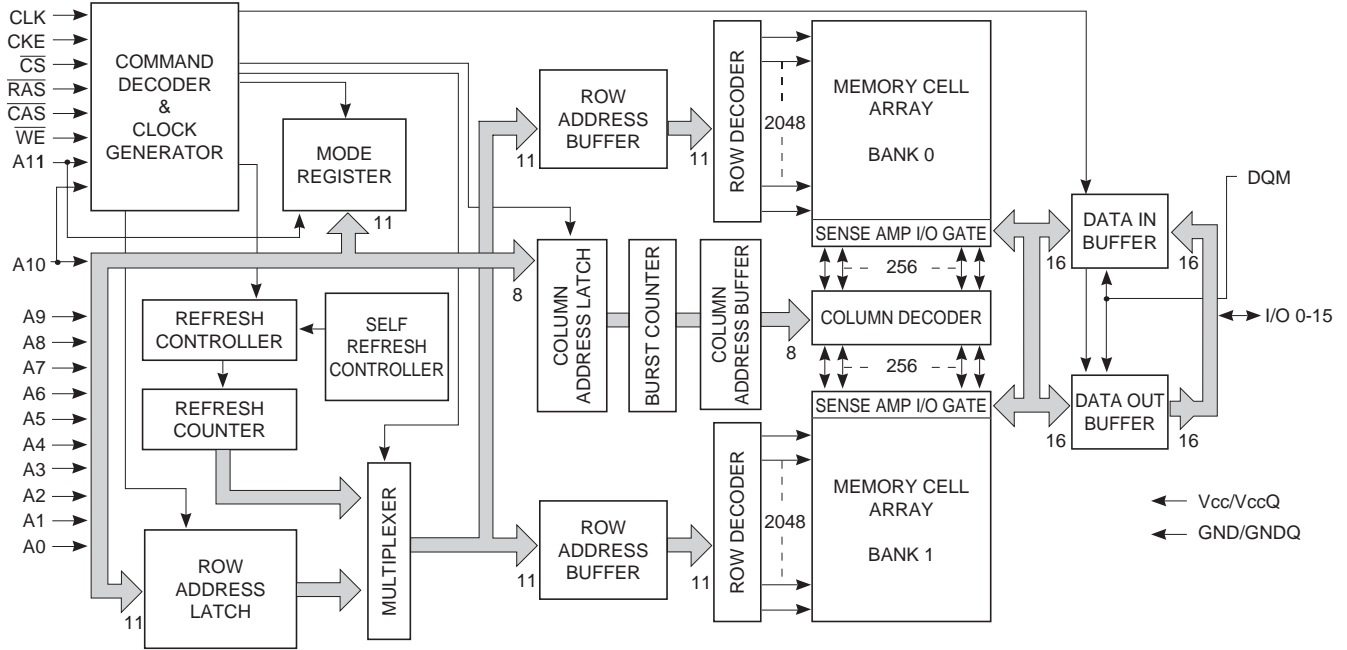 CLK
CKE
C̅S̅
R̅A̅S̅
C̅A̅S̅
W̅E̅
A11
A10
A9
A8
A7
A6
A5
A4
A3
A2
A1
A0
COMMAND
DECODER
&
CLOCK
GENERATOR
MODE
REGISTER
11
REFRESH
CONTROLLER
SELF
REFRESH
CONTROLLER
REFRESH
COUNTER
ROW
ADDRESS
LATCH
11
MULTIPLEXER
ROW
ADDRESS
BUFFER
11
11
ROW DECODER
2048
MEMORY CELL
ARRAY
BANK 0
SENSE AMP I/O GATE
256
8
COLUMN
ADDRESS LATCH
BURST COUNTER
COLUMN
ADDRESS BUFFER
8
COLUMN DECODER
256
SENSE AMP I/O GATE
MEMORY CELL
ARRAY
BANK 1
ROW
ADDRESS
BUFFER
11
11
ROW DECODER
2048
DQM
DATA IN
BUFFER
16
16
I/O 0-15
DATA OUT
BUFFER
16
16
Vcc/VccQ
GND/GNDQ